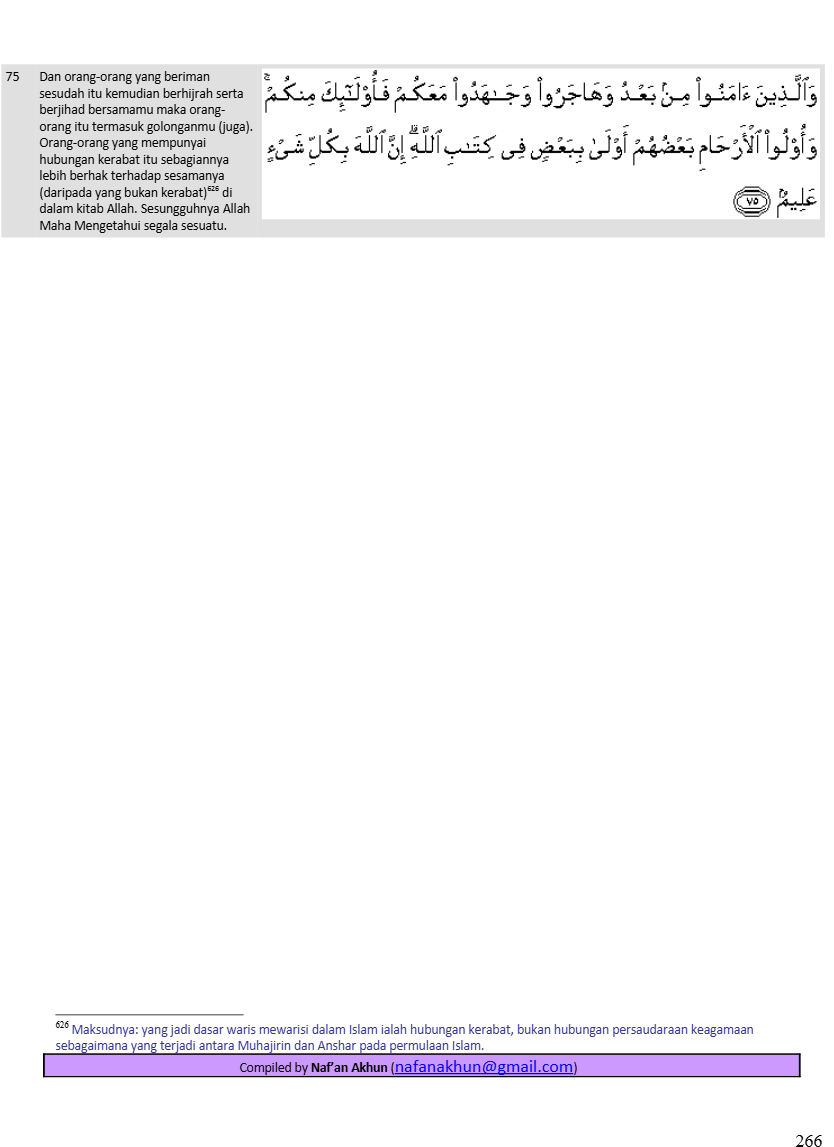 75 Dan orang-orang yang beriman
sesudah itu kemudian berhijrah serta
berjihad bersamamu maka orang-
orang itu termasuk golonganmu (juga).
Orang-orang yang mempunyai
hubungan kerabat itu sebagiannya
lebih berhak terhadap sesamanya
(daripada yang bukan kerabat)⁶²⁶ di
dalam kitab Allah. Sesungguhnya Allah
Maha Mengetahui segala sesuatu.
وَٱلَّذِينَ ءَامَنُوا۟ مِنۢ بَعْدُ وَهَاجَرُوا۟ وَجَـٰهَدُوا۟ مَعَكُمْ فَأُو۟لَـٰٓئِكَ مِنكُمْ ۚ
وَأُو۟لُوا۟ ٱلْأَرْحَامِ بَعْضُهُمْ أَوْلَىٰ بِبَعْضٍ فِى كِتَـٰبِ ٱللَّهِ ۗ إِنَّ ٱللَّهَ بِكُلِّ شَىْءٍ
عَلِيمٌۢ ٧٥
⁶²⁶ Maksudnya: yang jadi dasar waris mewarisi dalam Islam ialah hubungan kerabat, bukan hubungan persaudaraan keagamaan
sebagaimana yang terjadi antara Muhajirin dan Anshar pada permulaan Islam.
Compiled by Naf’an Akhun (nafanakhun@gmail.com)
266